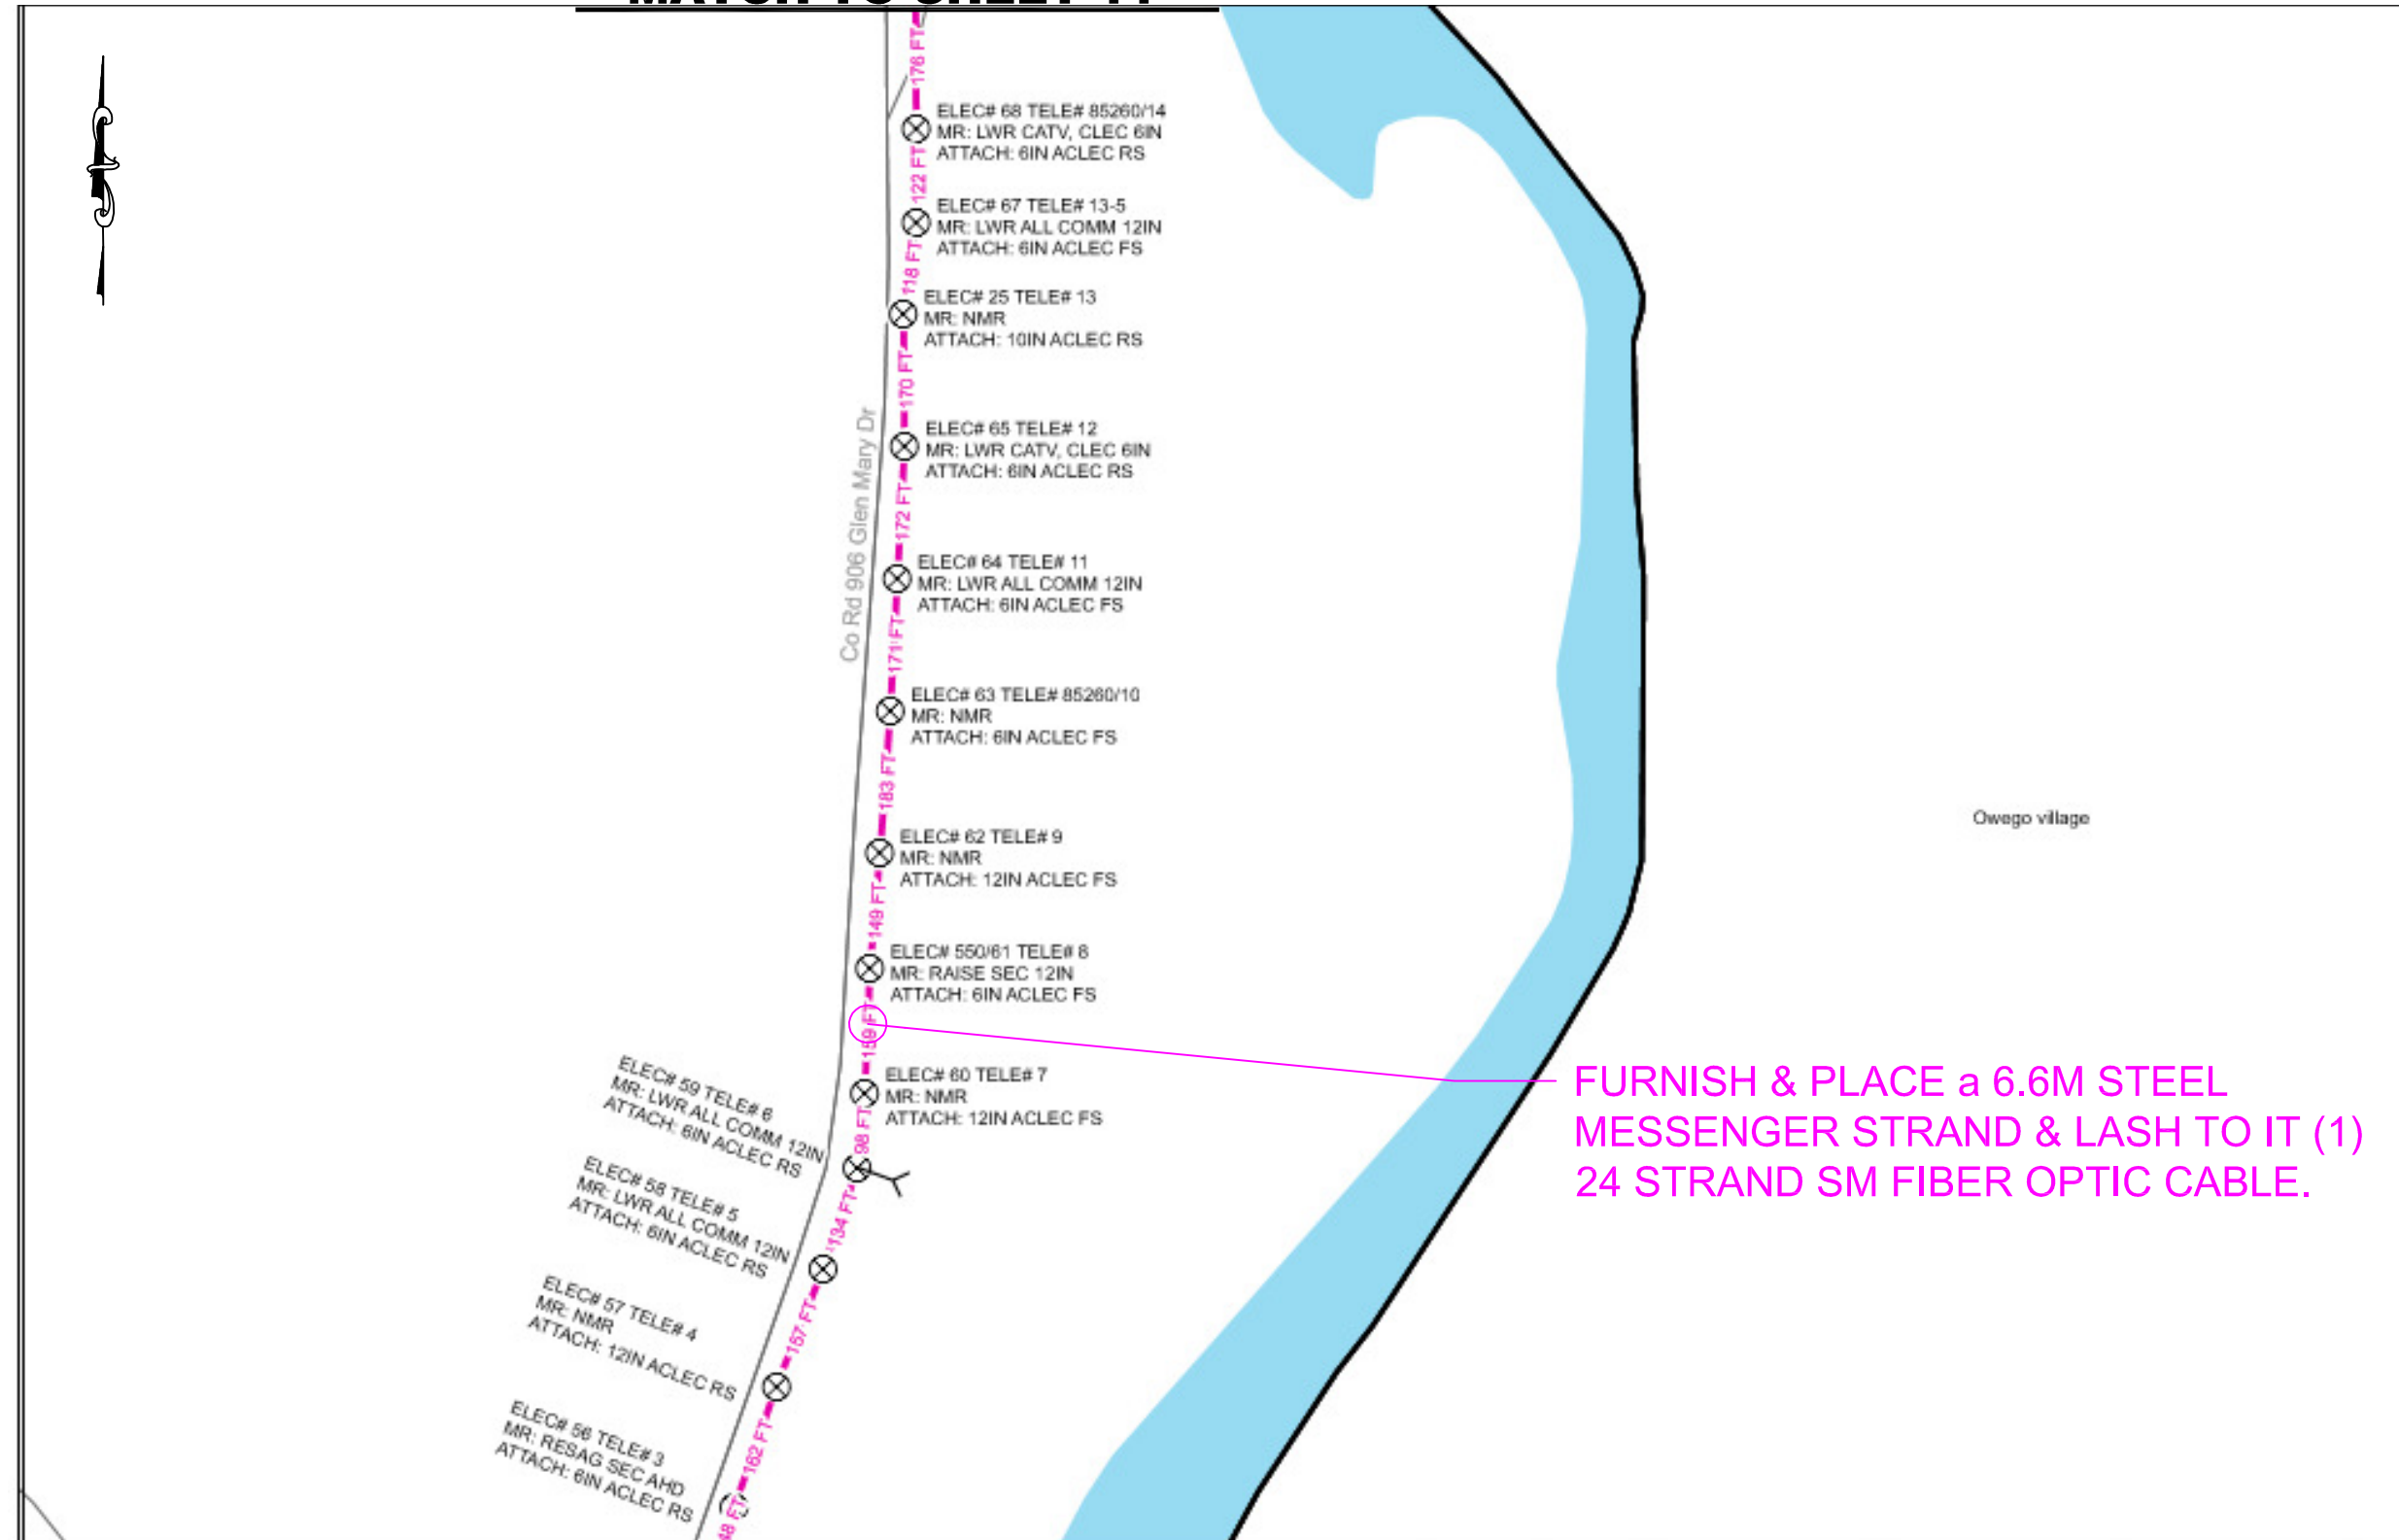 176 FT
ELEC# 68 TELE# 85260/14
MR: LWR CATV, CLEC 6IN
ATTACH: 6IN ACLEC RS
122 FT
ELEC# 67 TELE# 13-5
MR: LWR ALL COMM 12IN
ATTACH: 6IN ACLEC FS
118 FT
ELEC# 25 TELE# 13
MR: NMR
ATTACH: 10IN ACLEC RS
170 FT
Co Rd 906 Glen Mary Dr
ELEC# 65 TELE# 12
MR: LWR CATV, CLEC 6IN
ATTACH: 6IN ACLEC RS
172 FT
ELEC# 64 TELE# 11
MR: LWR ALL COMM 12IN
ATTACH: 6IN ACLEC FS
171 FT
ELEC# 63 TELE# 85260/10
MR: NMR
ATTACH: 6IN ACLEC FS
183 FT
Owego village
ELEC# 62 TELE# 9
MR: NMR
ATTACH: 12IN ACLEC FS
149 FT
ELEC# 550/61 TELE# 8
MR: RAISE SEC 12IN
ATTACH: 6IN ACLEC FS
159 FT
FURNISH & PLACE a 6.6M STEEL
MESSENGER STRAND & LASH TO IT (1)
24 STRAND SM FIBER OPTIC CABLE.
ELEC# 60 TELE# 7
MR: NMR
ATTACH: 12IN ACLEC FS
98 FT
ELEC# 59 TELE# 6
MR: LWR ALL COMM 12IN
ATTACH: 6IN ACLEC RS
134 FT
ELEC# 58 TELE# 5
MR: LWR ALL COMM 12IN
ATTACH: 6IN ACLEC RS
157 FT
ELEC# 57 TELE# 4
MR: NMR
ATTACH: 12IN ACLEC RS
162 FT
ELEC# 56 TELE# 3
MR: RESAG SEC AHD
ATTACH: 6IN ACLEC RS